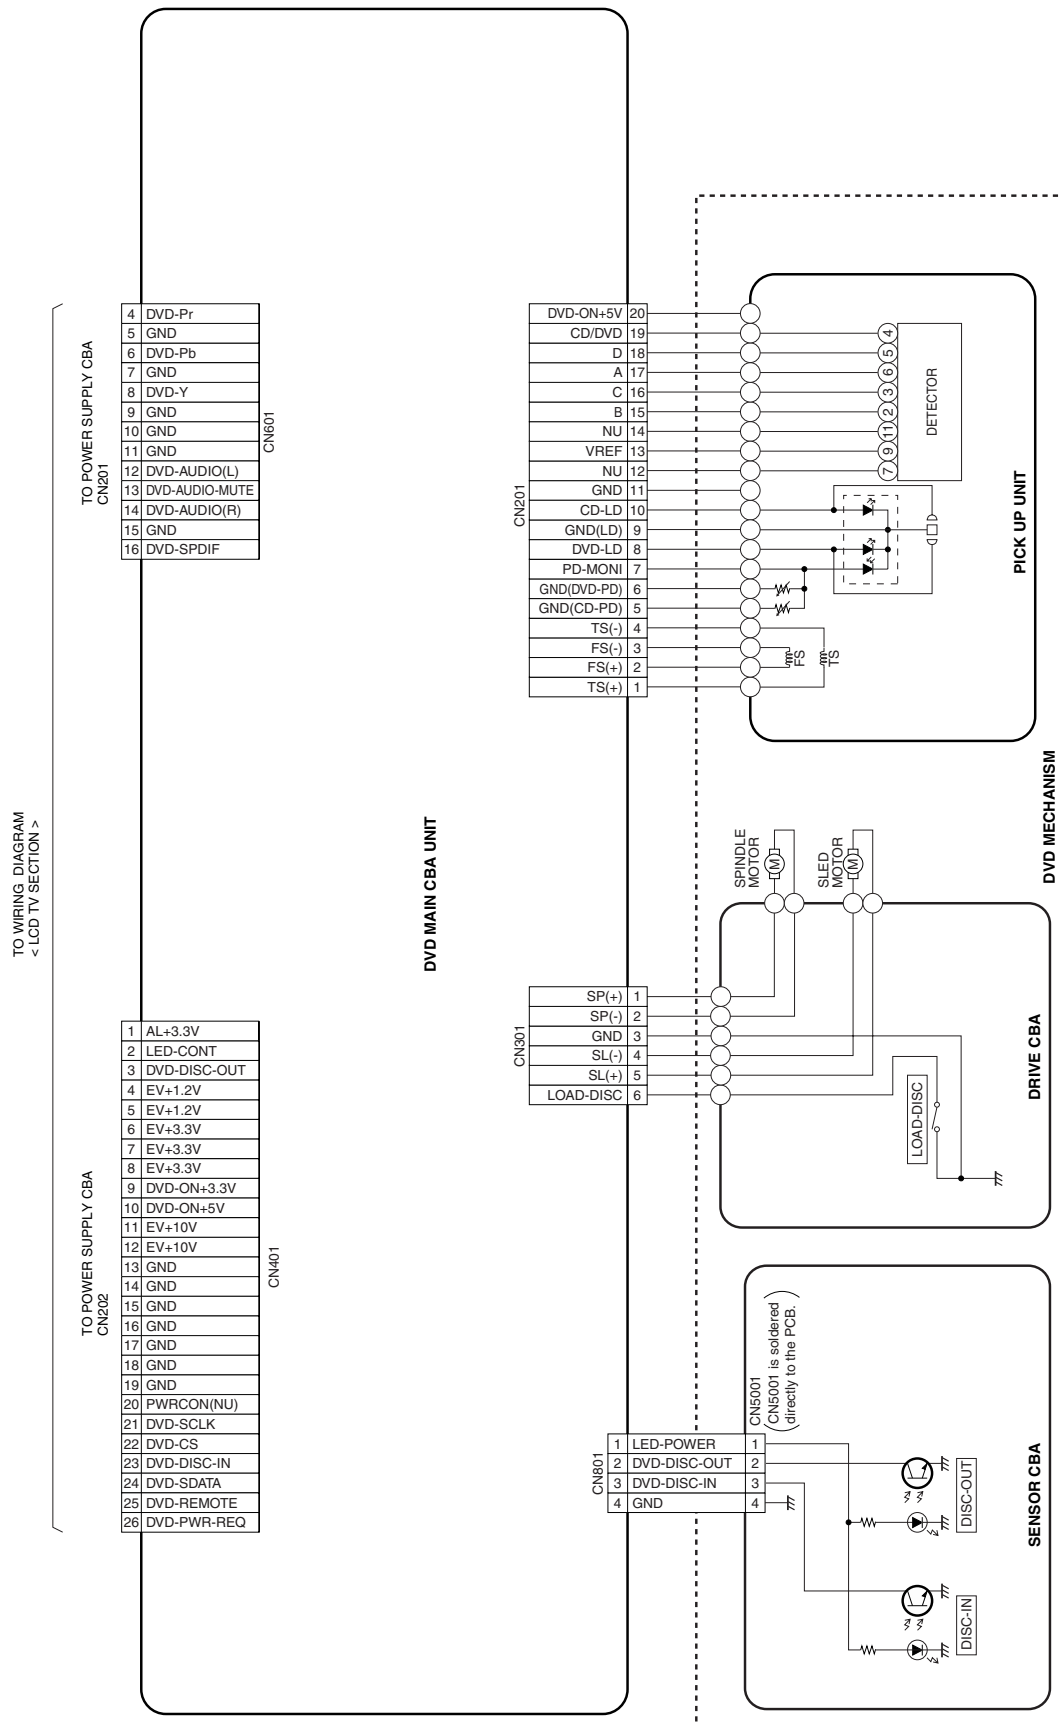 TO WIRING DIAGRAM
< LCD TV SECTION >
TO POWER SUPPLY CBA
CN201
4 DVD-Pr
5 GND
6 DVD-Pb
7 GND
8 DVD-Y
9 GND
10 GND
11 GND
12 DVD-AUDIO(L)
13 DVD-AUDIO-MUTE
14 DVD-AUDIO(R)
15 GND
16 DVD-SPDIF
CN601
TO POWER SUPPLY CBA
CN202
1 AL+3.3V
2 LED-CONT
3 DVD-DISC-OUT
4 EV+1.2V
5 EV+1.2V
6 EV+3.3V
7 EV+3.3V
8 EV+3.3V
9 DVD-ON+3.3V
10 DVD-ON+5V
11 EV+10V
12 EV+10V
13 GND
14 GND
15 GND
16 GND
17 GND
18 GND
19 GND
20 PWRCON(NU)
21 DVD-SCLK
22 DVD-CS
23 DVD-DISC-IN
24 DVD-SDATA
25 DVD-REMOTE
26 DVD-PWR-REQ
CN401
DVD MAIN CBA UNIT
CN201
DVD-ON+5V 20
CD/DVD 19
D 18
A 17
C 16
B 15
NU 14
VREF 13
NU 12
GND 11
CD-LD 10
GND(LD) 9
DVD-LD 8
PD-MONI 7
GND(DVD-PD) 6
GND(CD-PD) 5
TS(-) 4
FS(-) 3
FS(+) 2
TS(+) 1
4
5
6
3
2
11
9
7
DETECTOR
FS
TS
PICK UP UNIT
DVD MECHANISM
CN301
SP(+) 1
SP(-) 2
GND 3
SL(-) 4
SL(+) 5
LOAD-DISC 6
SPINDLE
MOTOR
M
SLED
MOTOR
M
LOAD-DISC
DRIVE CBA
CN801
1 LED-POWER 1
2 DVD-DISC-OUT 2
3 DVD-DISC-IN 3
4 GND 4
CN5001
CN5001 is soldered
directly to the PCB.
DISC-OUT
DISC-IN
SENSOR CBA